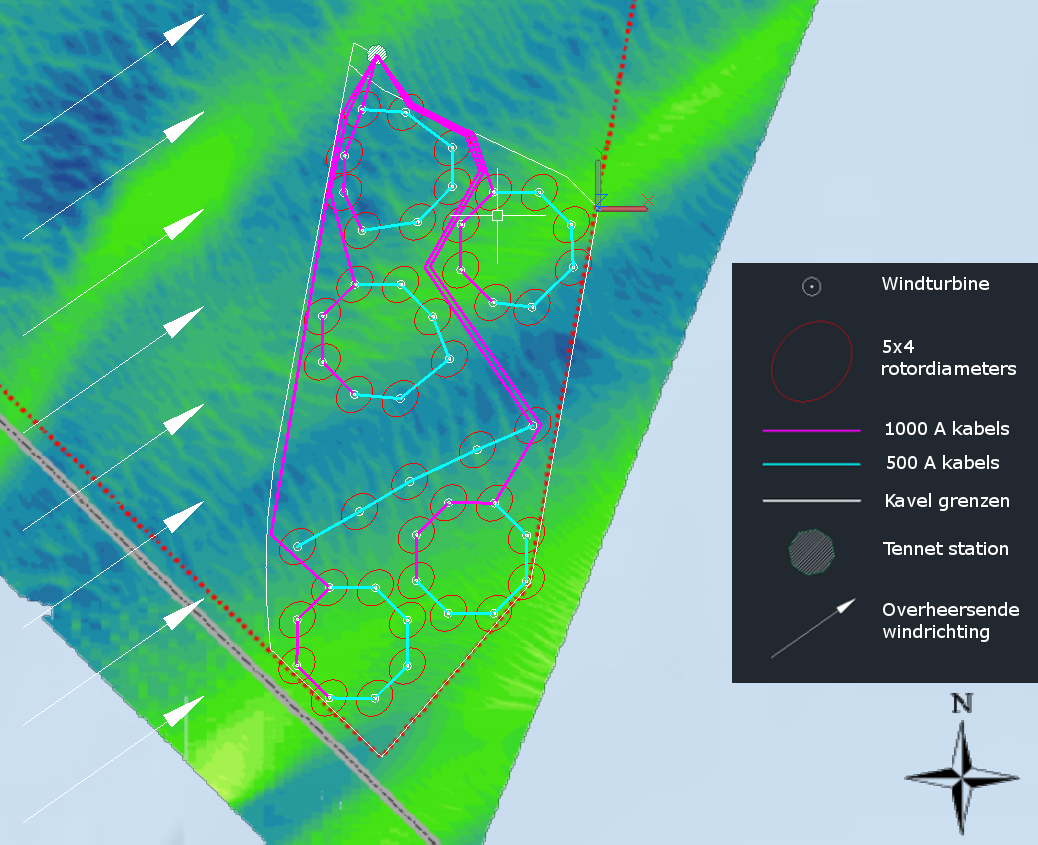 Windturbine
5x4
rotordiameters
1000 A kabels
500 A kabels
Kavel grenzen
Tennet station
Overheersende
windrichting
N